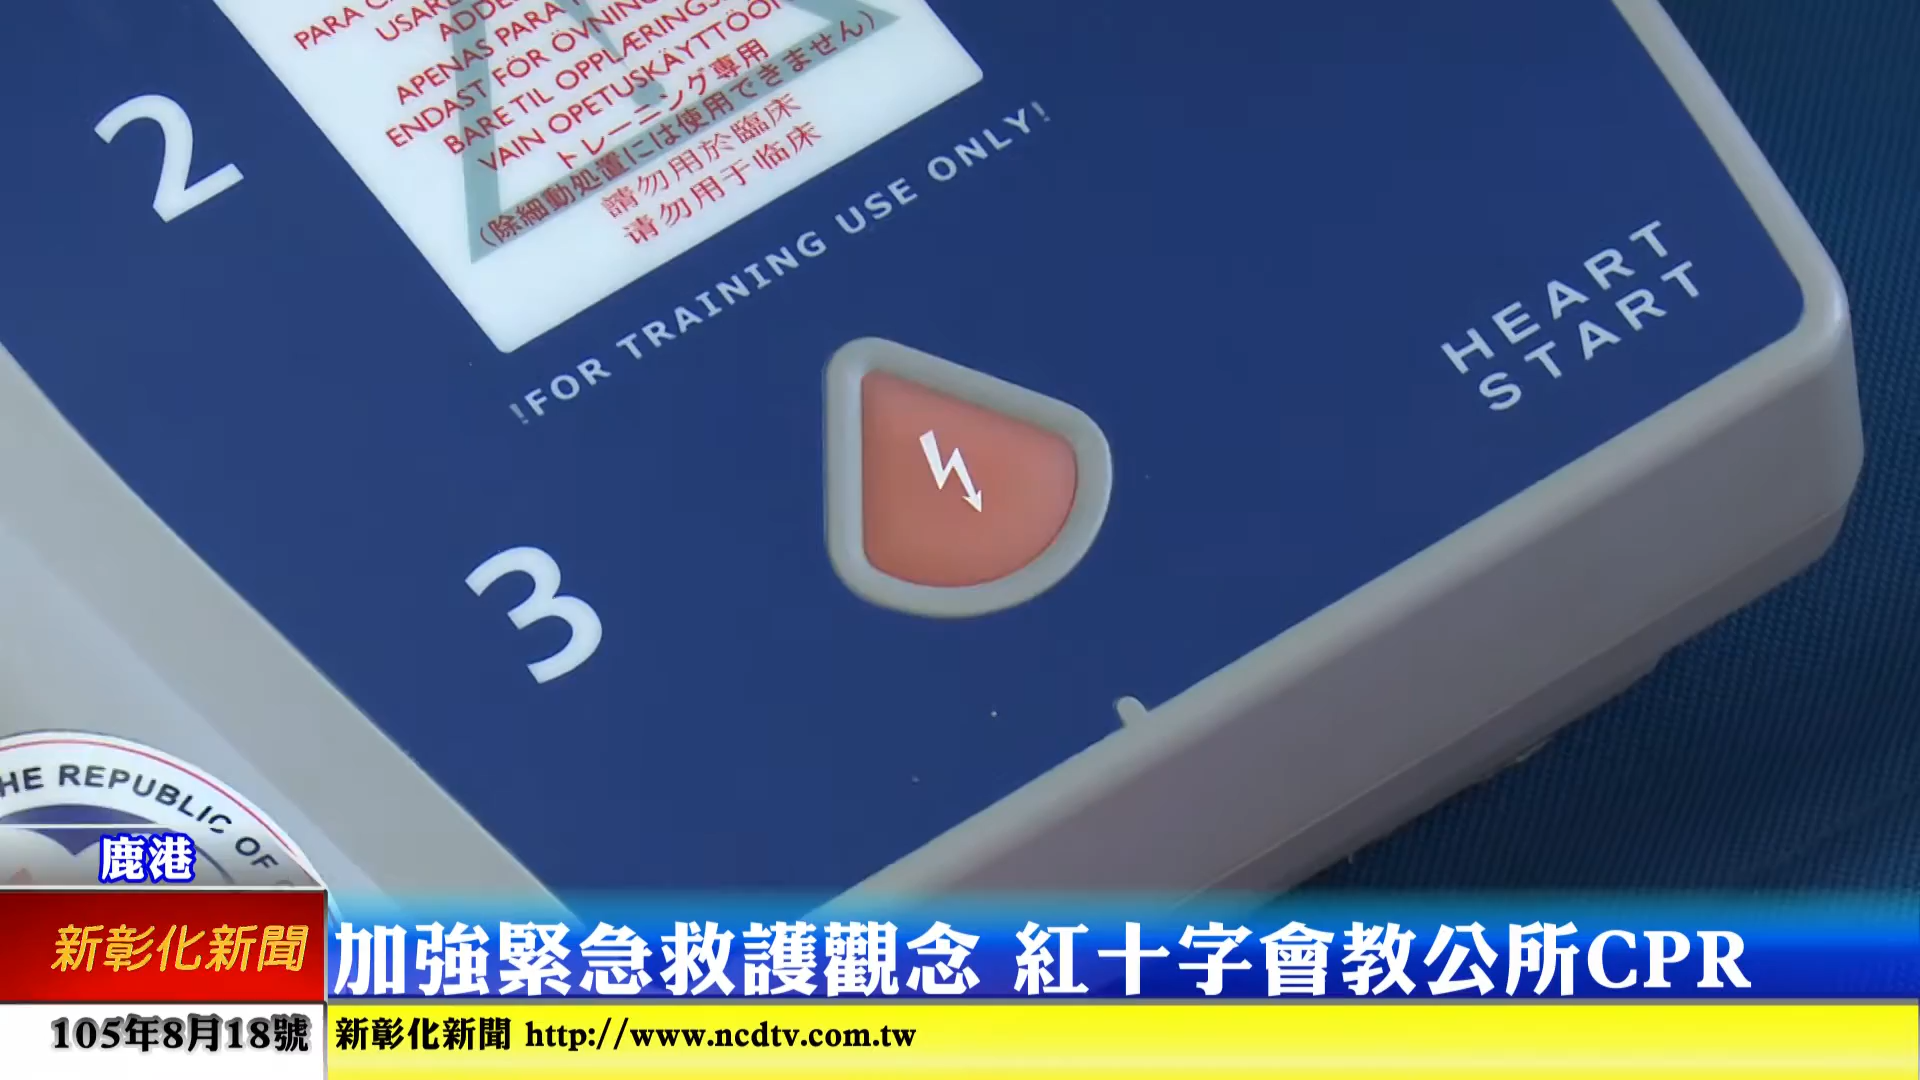 PARA
USARE
APENAS PARA
ENDAST FÖR ÖVNING
BARE TIL OPPLÆRINGS
VAIN OPETUSKÄYTTÖÖN
トレーニング専用
(除細動処置には使用できません)
請勿用於臨床
请勿用于临床
!FOR TRAINING USE ONLY!
2
HEART
START
3
THE REPUBLIC OF
鹿港
新彰化新聞
加強緊急救護觀念 紅十字會教公所CPR
105年8月18號
新彰化新聞 http://www.ncdtv.com.tw